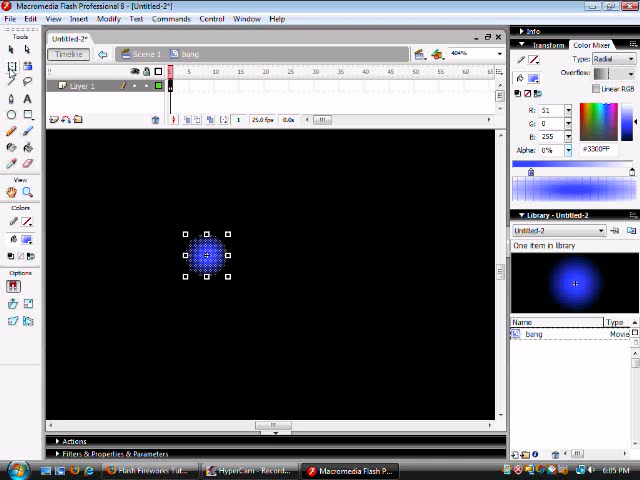 Macromedia Flash Professional 8 - [Untitled-2*]
File Edit View Insert Modify Text Commands Control Window Help
Tools
View
Colors
Options
Untitled-2*
Timeline Scene 1 bang 404%
5 10 15 20 25 30 35 40 45 50 55 60 65
Layer 1
1 25.0 fps 0.0s
Actions
Filters & Properties & Parameters
Info
Transform Color Mixer
Type: Radial
Overflow:
Linear RGB
R: 51
G: 0
B: 255
Alpha: 0% #3300FF
Library - Untitled-2
Untitled-2
One item in library
Name Type
bang Movie
Flash Fireworks Tut... HyperCam - Record... Macromedia Flash P... 6:05 PM